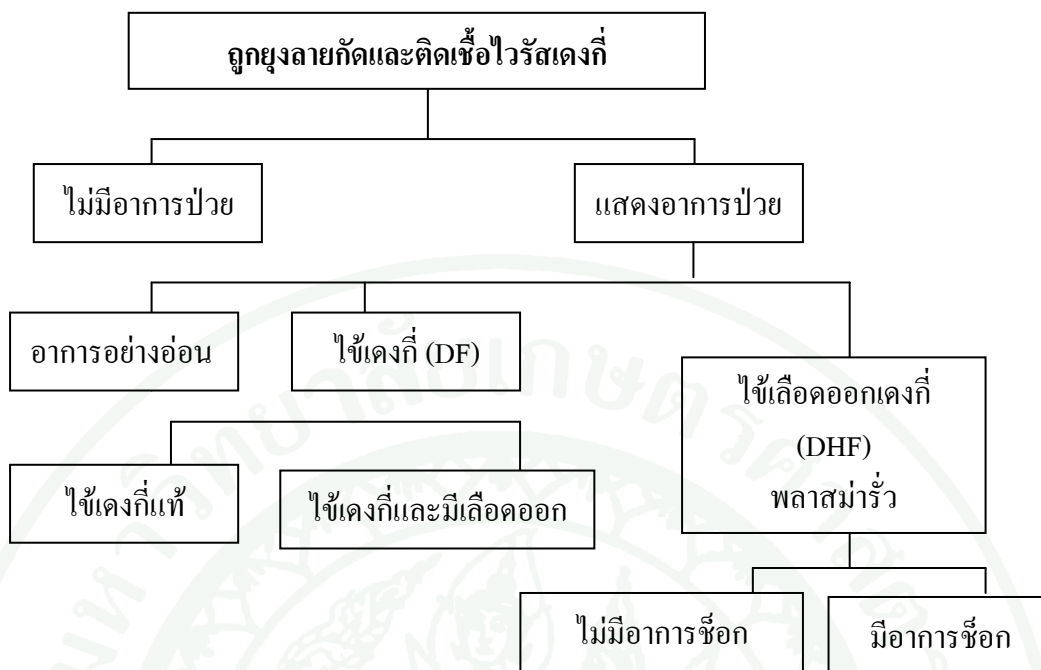 ถูกยุงลายกัดและติดเชื้อไวรัสเดงกี่
ไม่มีอาการป่วย
แสดงอาการป่วย
อาการอย่างอ่อน
ไข้เดงกี่ (DF)
ไข้เลือดออกเดงกี่
(DHF)
พลาสม่ารั่ว
ไข้เดงกี่แท้
ไข้เดงกี่และมีเลือดออก
ไม่มีอาการช็อก
มีอาการช็อก